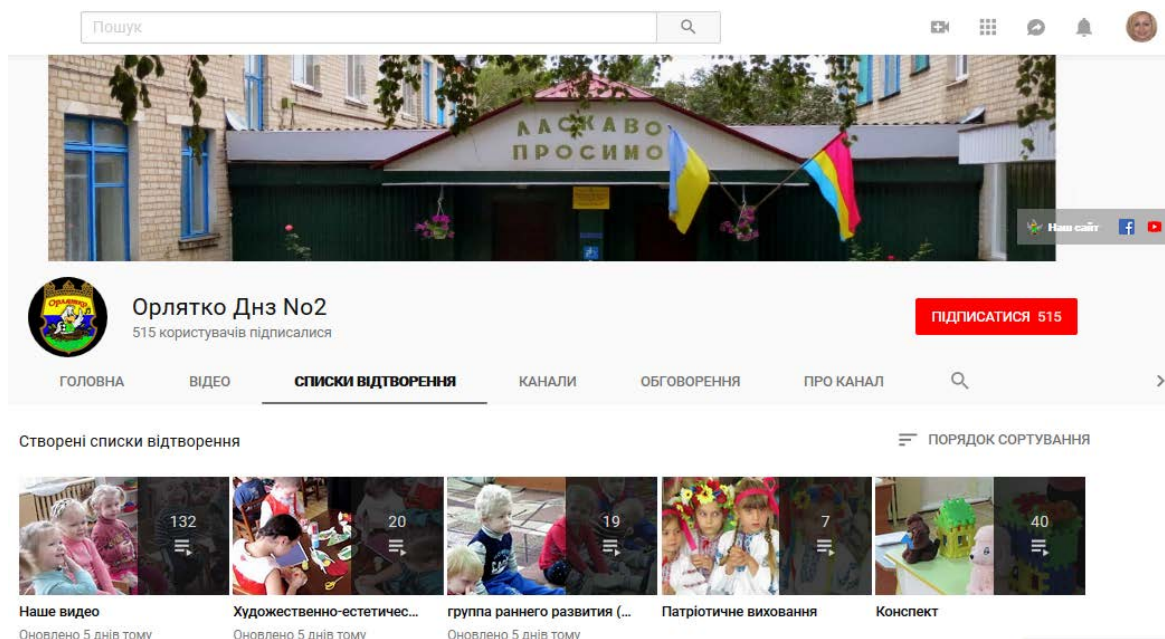 Пошук
ЛАСКАВО
ПРОСИМО
Наш сайт
Орлятко
Орлятко Днз No2
515 користувачів підписалися
ПІДПИСАТИСЯ 515
ГОЛОВНА ВІДЕО СПИСКИ ВІДТВОРЕННЯ КАНАЛИ ОБГОВОРЕННЯ ПРО КАНАЛ
Створені списки відтворення
ПОРЯДОК СОРТУВАННЯ
132 20 19 7 40
Наше видео Художественно-естетичес... группа раннего развития (... Патріотичне виховання Конспект
Оновлено 5 днів тому Оновлено 5 днів тому Оновлено 5 днів тому